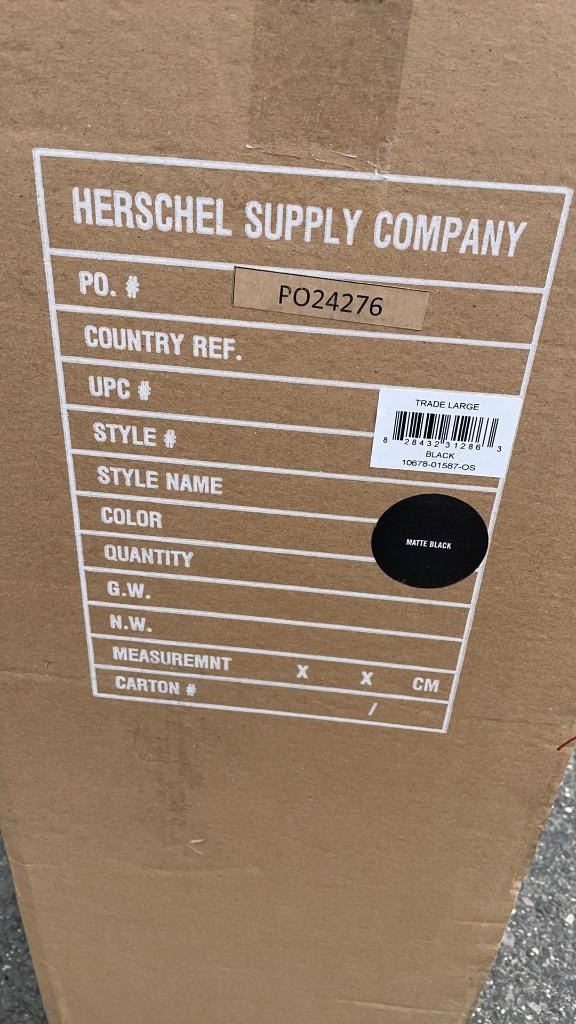 HERSCHEL SUPPLY COMPANY
PO. # PO24276
COUNTRY REF.
UPC #
TRADE LARGE
8 28432 31286 3
BLACK
10678-01587-OS
STYLE #
STYLE NAME
COLOR
MATTE BLACK
QUANTITY
G.W.
N.W.
MEASUREMNT X X CM
CARTON # /